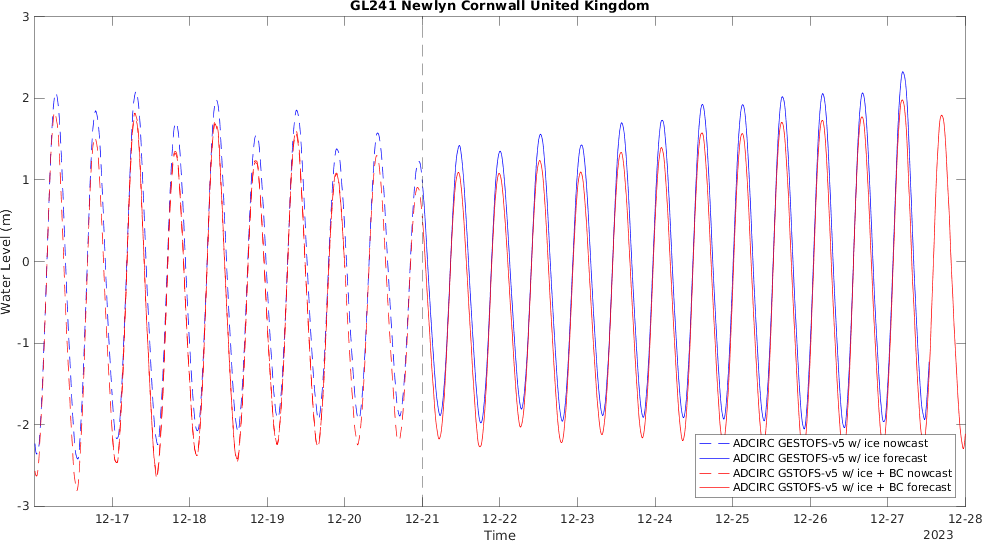 GL241 Newlyn Cornwall United Kingdom
3
2
1
0
-1
-2
-3
Water Level (m)
12-17 12-18 12-19 12-20 12-21 12-22 12-23 12-24 12-25 12-26 12-27 12-28
Time
2023
ADCIRC GESTOFS-v5 w/ ice nowcast
ADCIRC GESTOFS-v5 w/ ice forecast
ADCIRC GSTOFS-v5 w/ ice + BC nowcast
ADCIRC GSTOFS-v5 w/ ice + BC forecast